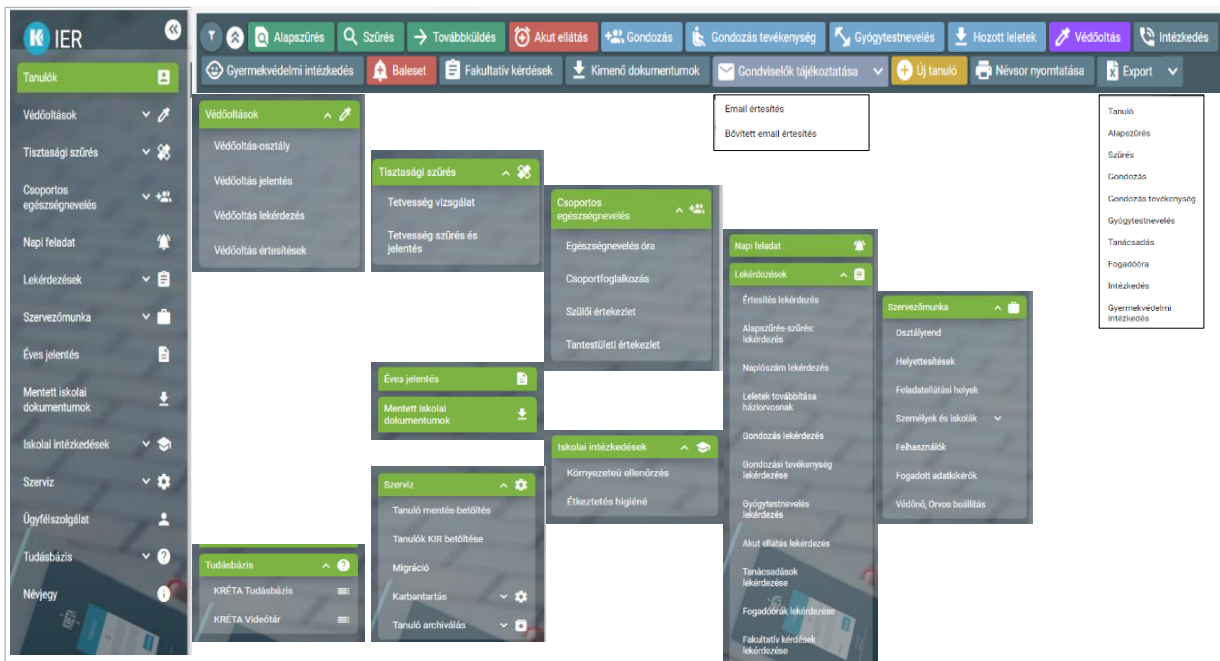 IER
Tanulók
Védőoltások
Tisztasági szűrés
Csoportos
egészségnevelés
Napi feladat
Lekérdezések
Szervezőmunka
Éves jelentés
Mentett iskolai
dokumentumok
Iskolai intézkedések
Szerviz
Ügyfélszolgálat
Tudásbázis
Névjegy
Alapszűrés
Szűrés
Továbbküldés
Akut
ellátás
Gondozás
Gondozás tevékenység
Gyógytestnevelés
Hozott leletek
Védőoltás
Intézkedés
Gyermekvédelmi intézkedés
Baleset
Fakultatív kérdések
Kimenő dokumentumok
Gondviselők tájékoztatása
Új tanuló
Névsor nyomtatása
Export
Védőoltások
Védőoltás-osztály
Védőoltás jelentés
Védőoltás lekérdezés
Védőoltás értesítések
Tisztasági szűrés
Tetvesség vizsgálat
Tetvesség szűrés és
jelentés
Csoportos
egészségnevelés
Egészségnevelés óra
Csoportfoglalkozás
Szülői értekezlet
Tantestületi értekezlet
Email értesítés
Bővített email értesítés
Napi feladat
Lekérdezések
Értesítés lekérdezés
Alapszűrés-szűrés:
lekérdezés
Naplószám lekérdezés
Leletek továbbítása
háziorvosnak
Gondozás lekérdezés
Gondozási tevékenység
lekérdezése
Gyógytestnevelés
lekérdezés
Akut ellátás lekérdezés
Tanácsadások
lekérdezése
Fogadóórák lekérdezése
Fakultatív kérdések
lekérdezése
Szervezőmunka
Osztályrend
Helyettesítések
Feladatellátási helyek
Személyek és iskolák
Felhasználók
Fogadott adatkikérők
Védőnő, Orvos beállítás
Tanuló
Alapszűrés
Szűrés
Gondozás
Gondozás tevékenység
Gyógytestnevelés
Tanácsadás
Fogadóóra
Intézkedés
Gyermekvédelmi
intézkedés
Éves jelentés
Mentett iskolai
dokumentumok
Iskolai intézkedések
Környezeteü ellenőrzés
Étkeztetés higiéné
Szerviz
Tanuló mentés-betöltés
Tanulók KIR betöltése
Migráció
Karbantartás
Tanuló archiválás
Tudásbázis
KRÉTA Tudásbázis
KRÉTA Videótár